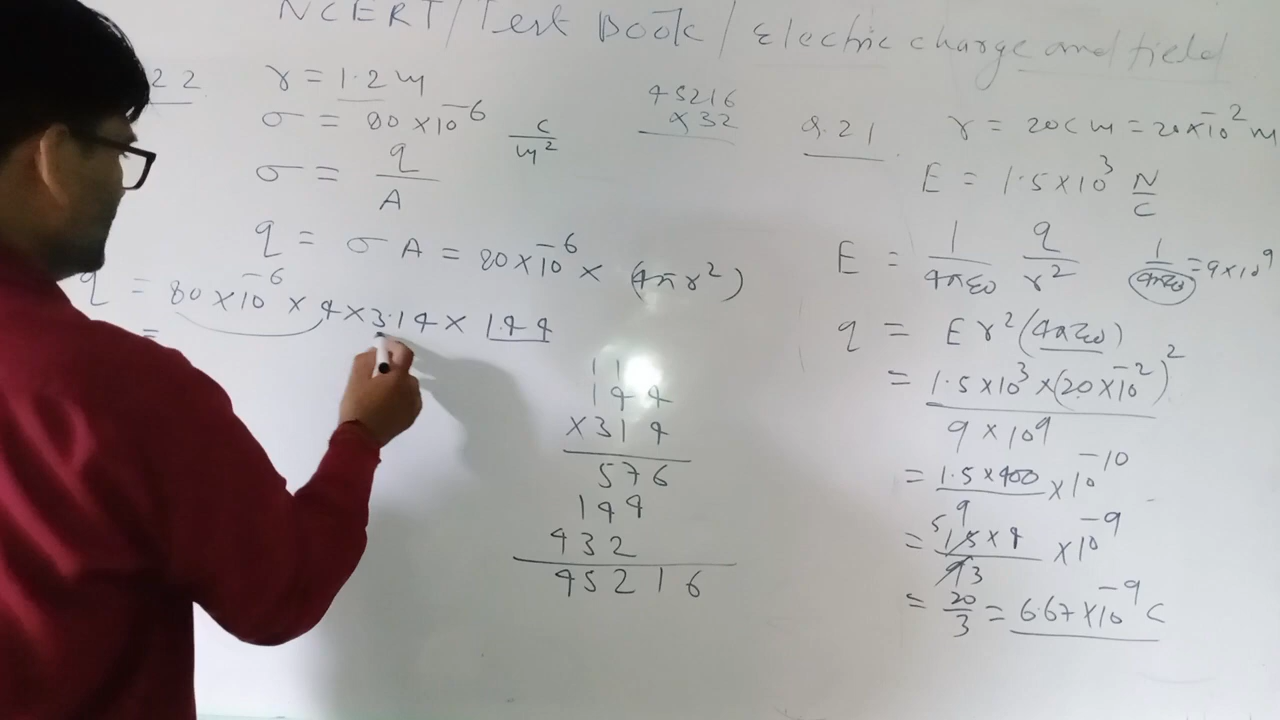 NCERT/Text Book/Electric charge and field
22
r = 1.2 m
σ = 80 × 10⁻⁶ C/m²
σ = q/A
q = σ A = 80 × 10⁻⁶ × (4πr²)
q = 80 × 10⁻⁶ × 4 × 3.14 × 1.44
=
45216
× 32
1 1
144
× 314
576
144
432
45216
Q.21
r = 20 cm = 20 × 10⁻² m
E = 1.5 × 10³ N/C
E = 1/4πε₀ q/r²
1/4πε₀ = 9 × 10⁹
q = E r² (4πε₀)
= 1.5 × 10³ × (20 × 10⁻²)² / 9 × 10⁹
= 1.5 × 400 / 9 × 10⁻¹⁰
= 5 15 × 4 / 9 3 × 10⁻⁹
= 20/3 = 6.67 × 10⁻⁹ C